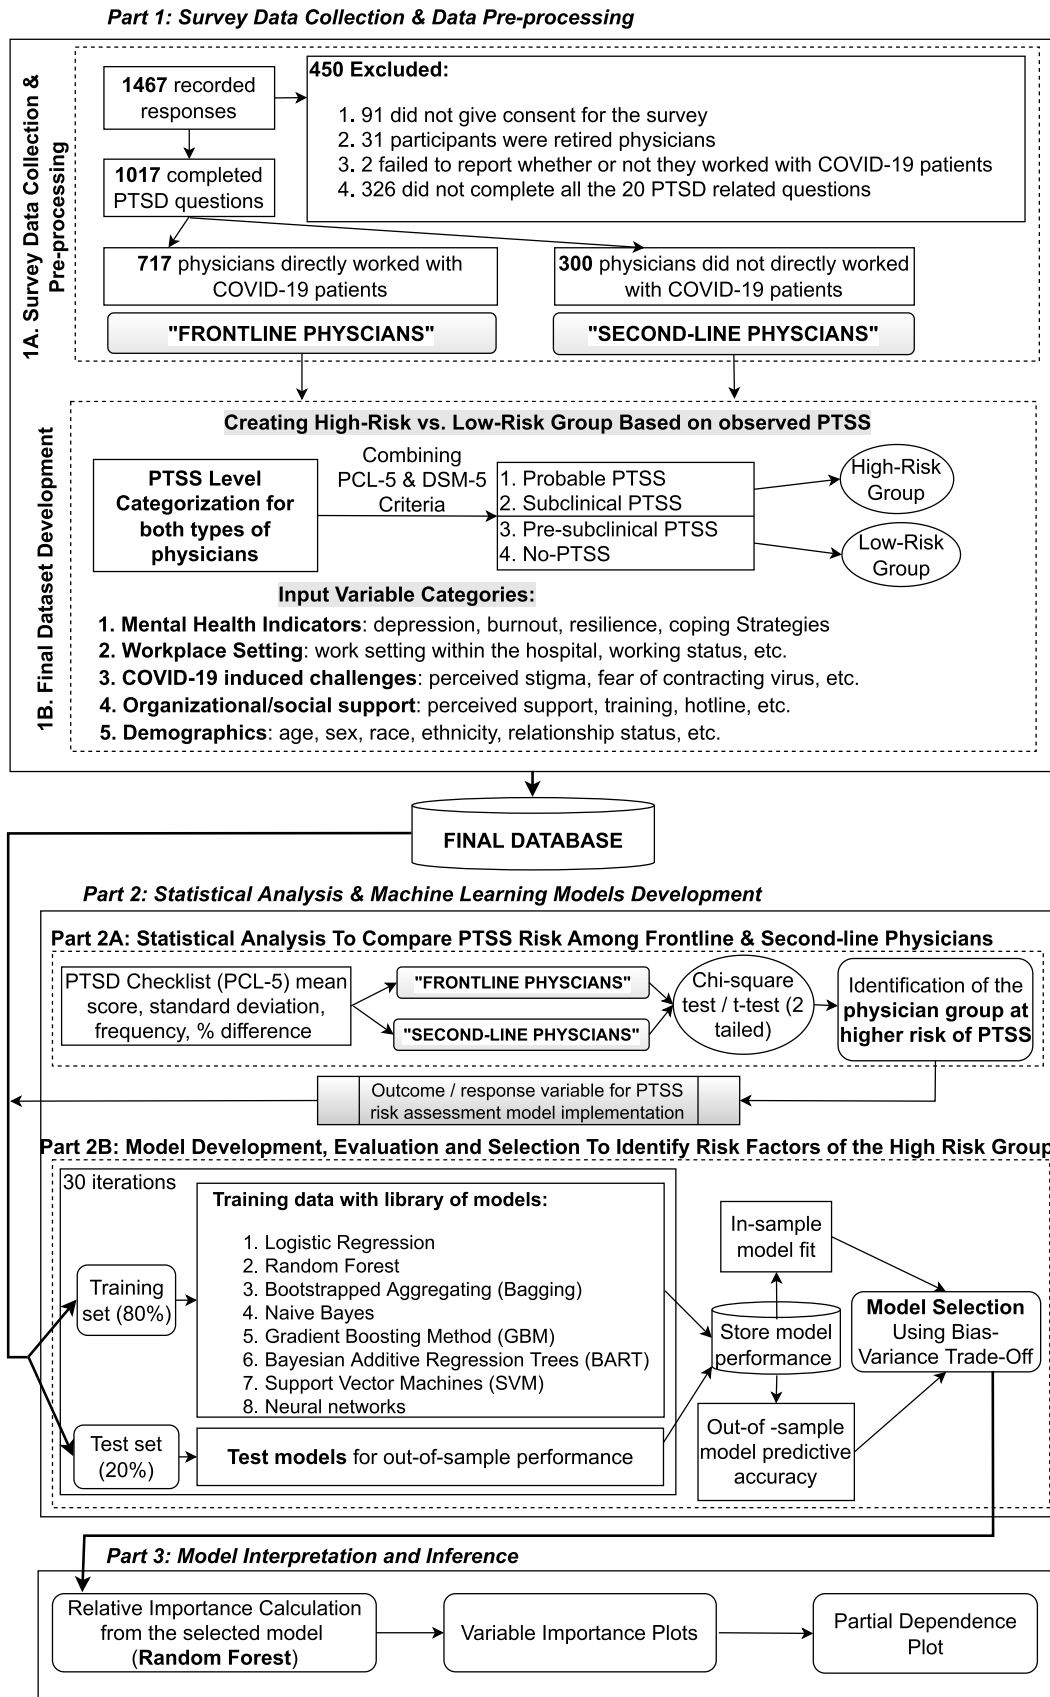 Part 1: Survey Data Collection & Data Pre-processing
1A. Survey Data Collection &
Pre-processing
1467 recorded
responses
450 Excluded:
1. 91 did not give consent for the survey
2. 31 participants were retired physicians
3. 2 failed to report whether or not they worked with COVID-19 patients
4. 326 did not complete all the 20 PTSD related questions
1017 completed
PTSD questions
717 physicians directly worked with
COVID-19 patients
300 physicians did not directly worked
with COVID-19 patients
"FRONTLINE PHYSCIANS"
"SECOND-LINE PHYSCIANS"
1B. Final Dataset Development
Creating High-Risk vs. Low-Risk Group Based on observed PTSS
PTSS Level
Categorization for
both types of
physicians
Combining
PCL-5 & DSM-5
Criteria
1. Probable PTSS
2. Subclinical PTSS
3. Pre-subclinical PTSS
4. No-PTSS
High-Risk
Group
Low-Risk
Group
Input Variable Categories:
1. Mental Health Indicators: depression, burnout, resilience, coping Strategies
2. Workplace Setting: work setting within the hospital, working status, etc.
3. COVID-19 induced challenges: perceived stigma, fear of contracting virus, etc.
4. Organizational/social support: perceived support, training, hotline, etc.
5. Demographics: age, sex, race, ethnicity, relationship status, etc.
FINAL DATABASE
Part 2: Statistical Analysis & Machine Learning Models Development
Part 2A: Statistical Analysis To Compare PTSS Risk Among Frontline & Second-line Physicians
PTSD Checklist (PCL-5) mean
score, standard deviation,
frequency, % difference
"FRONTLINE PHYSCIANS"
"SECOND-LINE PHYSCIANS"
Chi-square
test / t-test (2
tailed)
Identification of the
physician group at
higher risk of PTSS
Outcome / response variable for PTSS
risk assessment model implementation
Part 2B: Model Development, Evaluation and Selection To Identify Risk Factors of the High Risk Group
30 iterations
Training
set (80%)
Training data with library of models:
1. Logistic Regression
2. Random Forest
3. Bootstrapped Aggregating (Bagging)
4. Naive Bayes
5. Gradient Boosting Method (GBM)
6. Bayesian Additive Regression Trees (BART)
7. Support Vector Machines (SVM)
8. Neural networks
Test set
(20%)
Test models for out-of-sample performance
In-sample
model fit
Store model
performance
Out-of -sample
model predictive
accuracy
Model Selection
Using Bias-
Variance Trade-Off
Part 3: Model Interpretation and Inference
Relative Importance Calculation
from the selected model
(Random Forest)
Variable Importance Plots
Partial Dependence
Plot